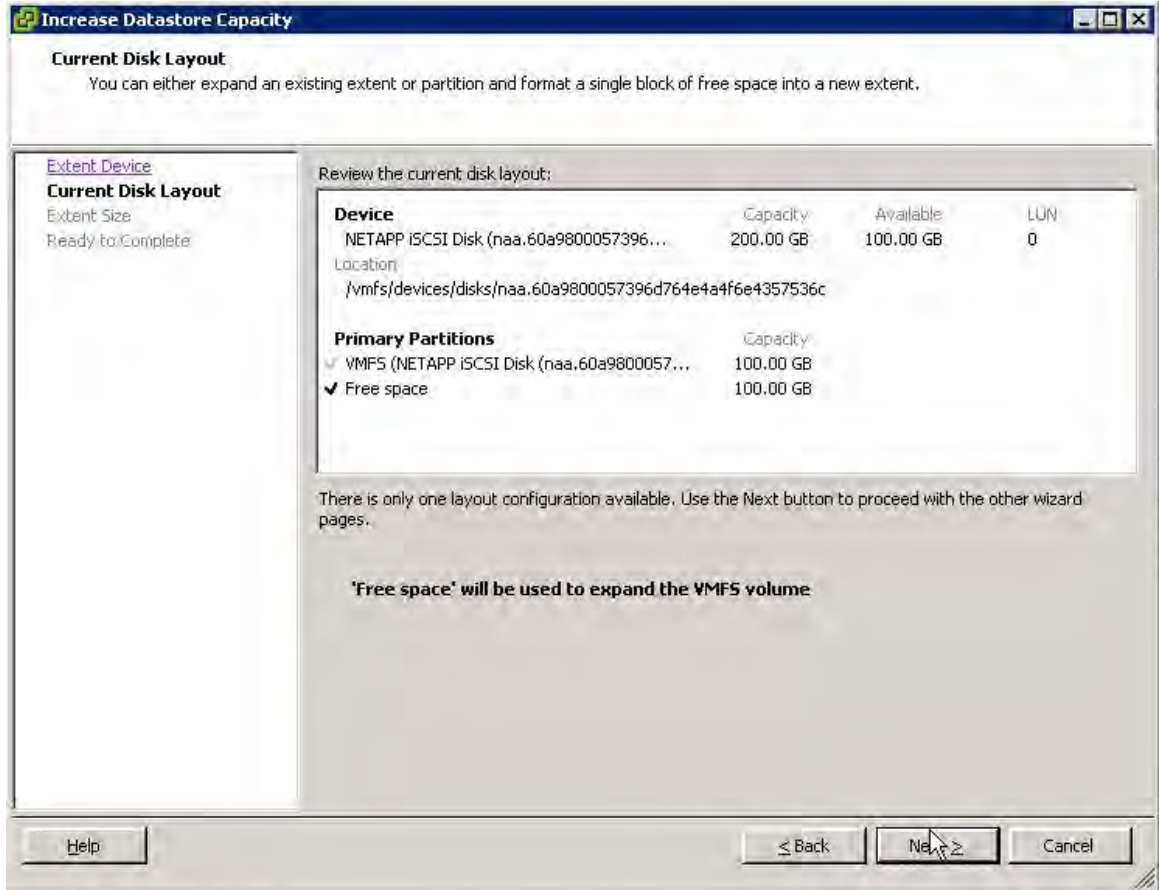 Increase Datastore Capacity
Current Disk Layout
You can either expand an existing extent or partition and format a single block of free space into a new extent.
Extent Device
Current Disk Layout
Extent Size
Ready to Complete
Review the current disk layout:
Device Capacity Available LUN
NETAPP iSCSI Disk (naa.60a9800057396... 200.00 GB 100.00 GB 0
Location
/vmfs/devices/disks/naa.60a9800057396d764e4a4f6e4357536c
Primary Partitions Capacity
VMFS (NETAPP iSCSI Disk (naa.60a9800057... 100.00 GB
Free space 100.00 GB
There is only one layout configuration available. Use the Next button to proceed with the other wizard
pages.
'Free space' will be used to expand the VMFS volume
Help < Back Next > Cancel